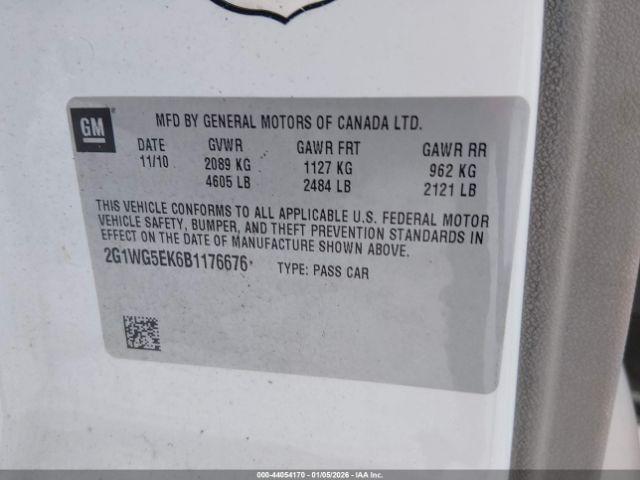 GM
MFD BY GENERAL MOTORS OF CANADA LTD.
DATE GVWR GAWR FRT GAWR RR
11/10 2089 KG 1127 KG 962 KG
4605 LB 2484 LB 2121 LB
THIS VEHICLE CONFORMS TO ALL APPLICABLE U.S. FEDERAL MOTOR
VEHICLE SAFETY, BUMPER, AND THEFT PREVENTION STANDARDS IN
EFFECT ON THE DATE OF MANUFACTURE SHOWN ABOVE.
2G1WG5EK6B1176676* TYPE: PASS CAR
000-44054170 - 01/05/2026 - IAA Inc.